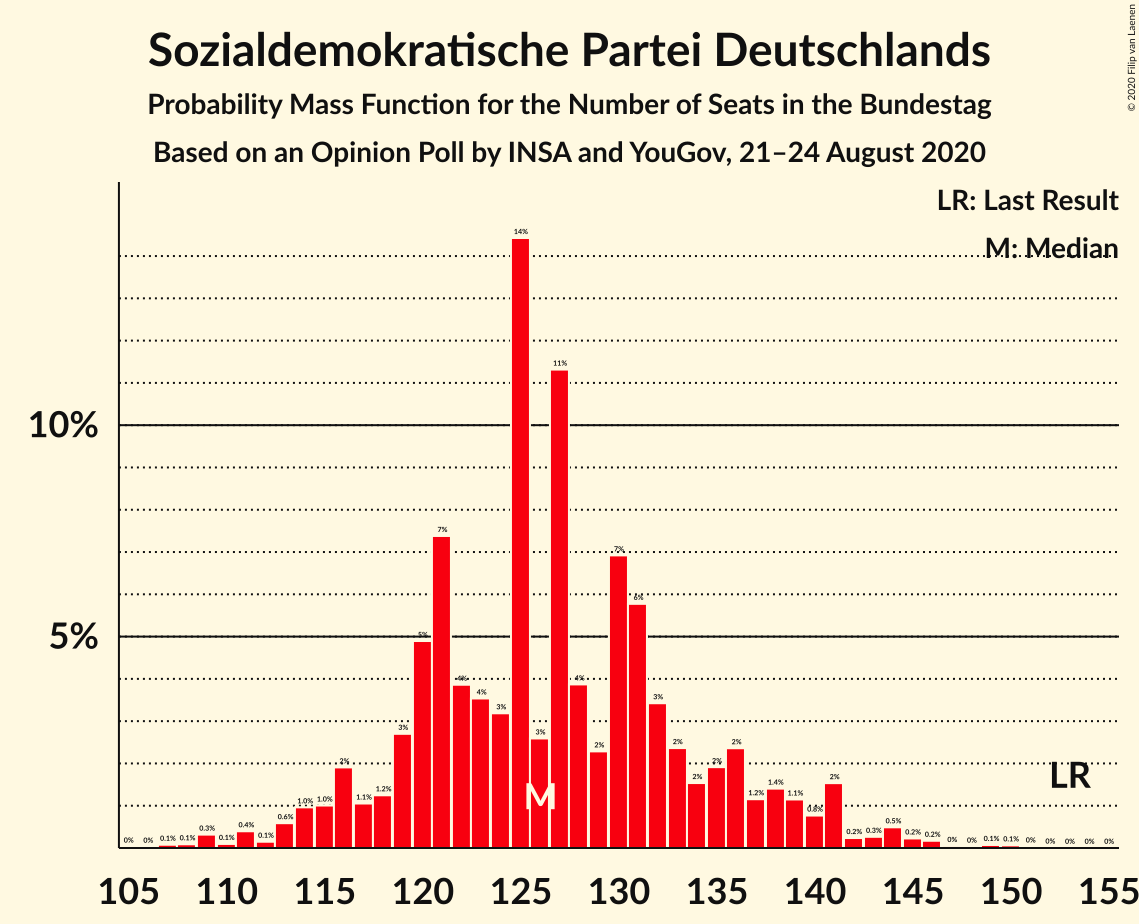 Sozialdemokratische Partei Deutschlands
Probability Mass Function for the Number of Seats in the Bundestag
Based on an Opinion Poll by INSA and YouGov, 21–24 August 2020
© 2020 Filip van Laenen
LR: Last Result
M: Median
10%
5%
0% 0% 0.1% 0.1% 0.3% 0.1% 0.4% 0.1% 0.6% 1.0% 1.0% 2% 1.1% 1.2% 3% 5% 7% 4% 4% 3% 14% 3% 11% 4% 2% 7% 6% 3% 2% 2% 2% 2% 1.2% 1.4% 1.1% 0.8% 2% 0.2% 0.3% 0.5% 0.2% 0.2% 0% 0% 0.1% 0.1% 0% 0% 0% 0% 0%
M
LR
105 110 115 120 125 130 135 140 145 150 155